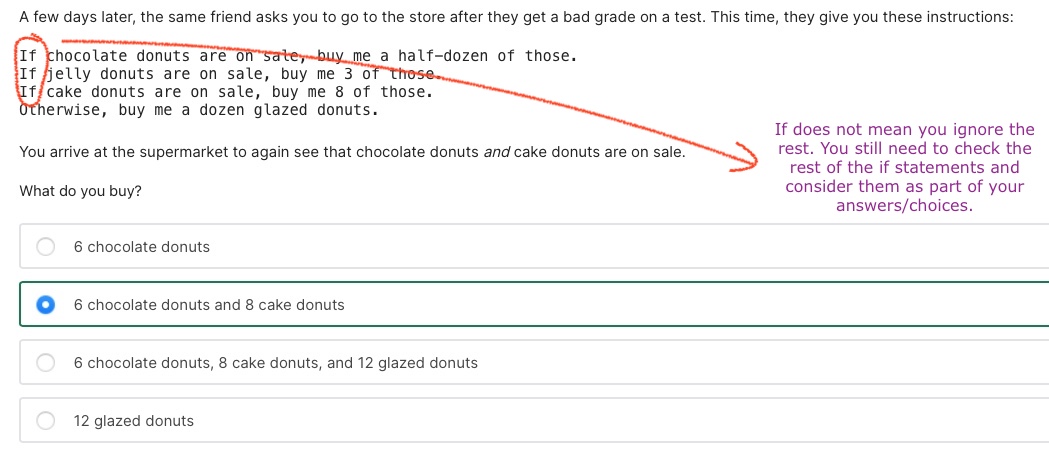 A few days later, the same friend asks you to go to the store after they get a bad grade on a test. This time, they give you these instructions:
If chocolate donuts are on sale, buy me a half-dozen of those.
If jelly donuts are on sale, buy me 3 of those.
If cake donuts are on sale, buy me 8 of those.
Otherwise, buy me a dozen glazed donuts.
If does not mean you ignore the
rest. You still need to check the
rest of the if statements and
consider them as part of your
answers/choices.
You arrive at the supermarket to again see that chocolate donuts and cake donuts are on sale.
What do you buy?
6 chocolate donuts
6 chocolate donuts and 8 cake donuts
6 chocolate donuts, 8 cake donuts, and 12 glazed donuts
12 glazed donuts